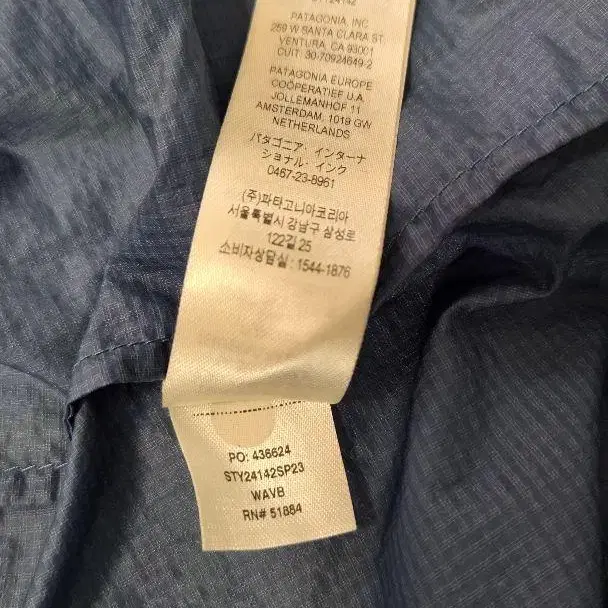 PATAGONIA, INC
259 W SANTA CLARA ST
VENTURA, CA 93001
CUIT: 30-70924649-2
PATAGONIA EUROPE
COÖPERATIEF U.A.
JOLLEMANHOF 11
AMSTERDAM, 1019 GW
NETHERLANDS
パタゴニア・インターナ
ショナル・インク
0467-23-8961
(주)파타고니아코리아
서울특별시 강남구 삼성로
122길 25
소비자상담실 : 1544-1876
PO: 436624
STY24142SP23
WAVB
RN# 51884